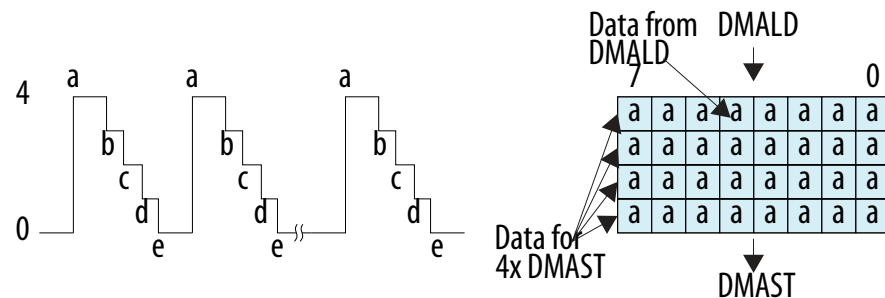 Data from DMALD
DMALD
7 0
4 a a a
b b b
c c c
d d d
0
e e e
a a a a a a a a
a a a a a a a a
a a a a a a a a
a a a a a a a a
Data for
4x DMAST
DMAST